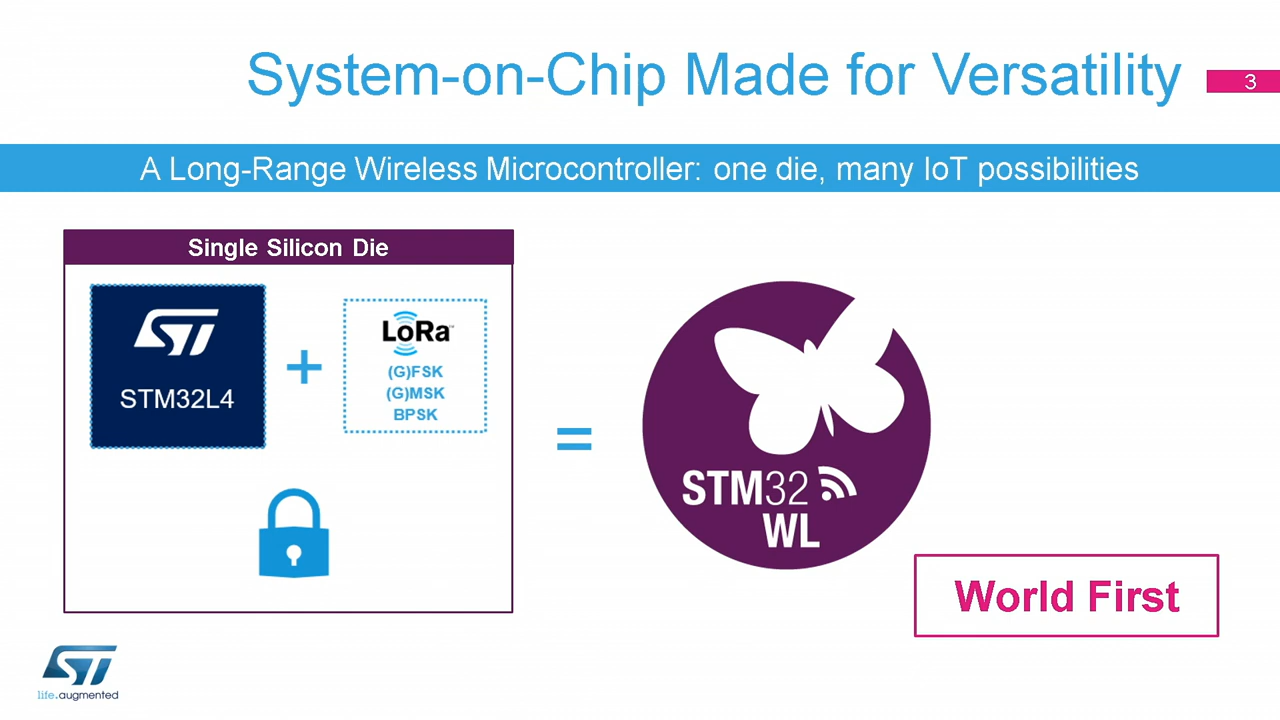 System-on-Chip Made for Versatility
3
A Long-Range Wireless Microcontroller: one die, many IoT possibilities
Single Silicon Die
ST
STM32L4
+
LoRa™
(G)FSK
(G)MSK
BPSK
=
STM32
WL
World First
ST
life.augmented